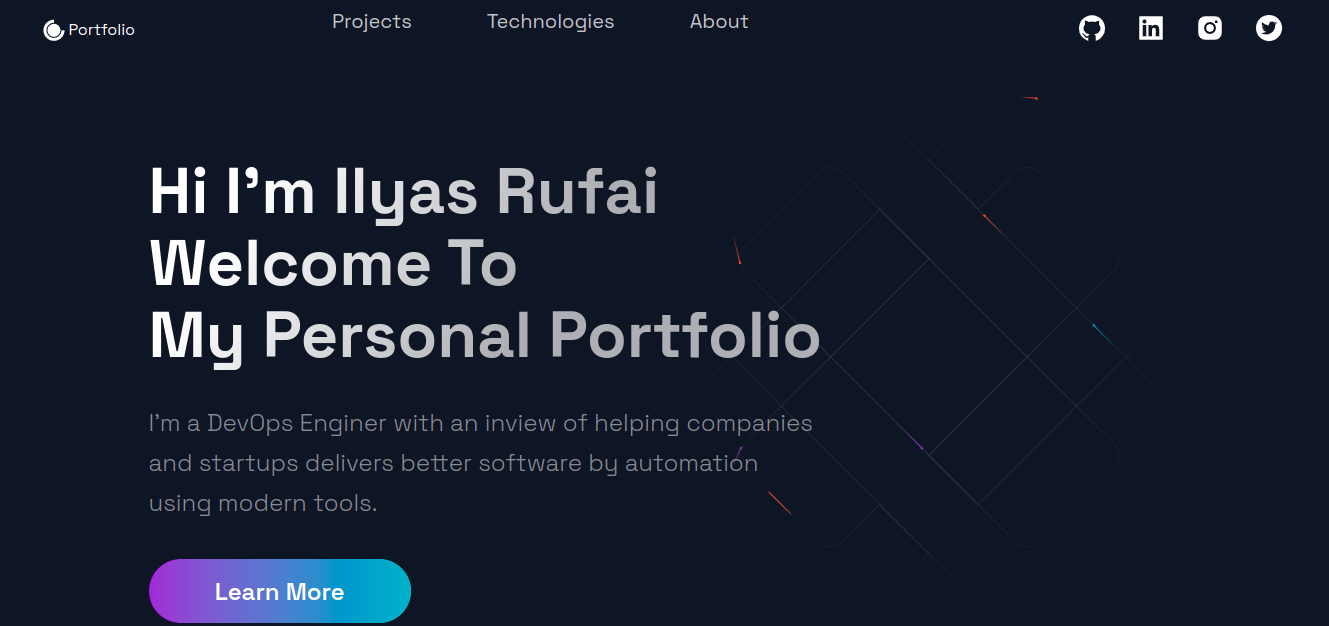 Portfolio
Projects
Technologies
About
Hi I'm Ilyas Rufai
Welcome To
My Personal Portfolio
I'm a DevOps Enginer with an inview of helping companies
and startups delivers better software by automation
using modern tools.
Learn More